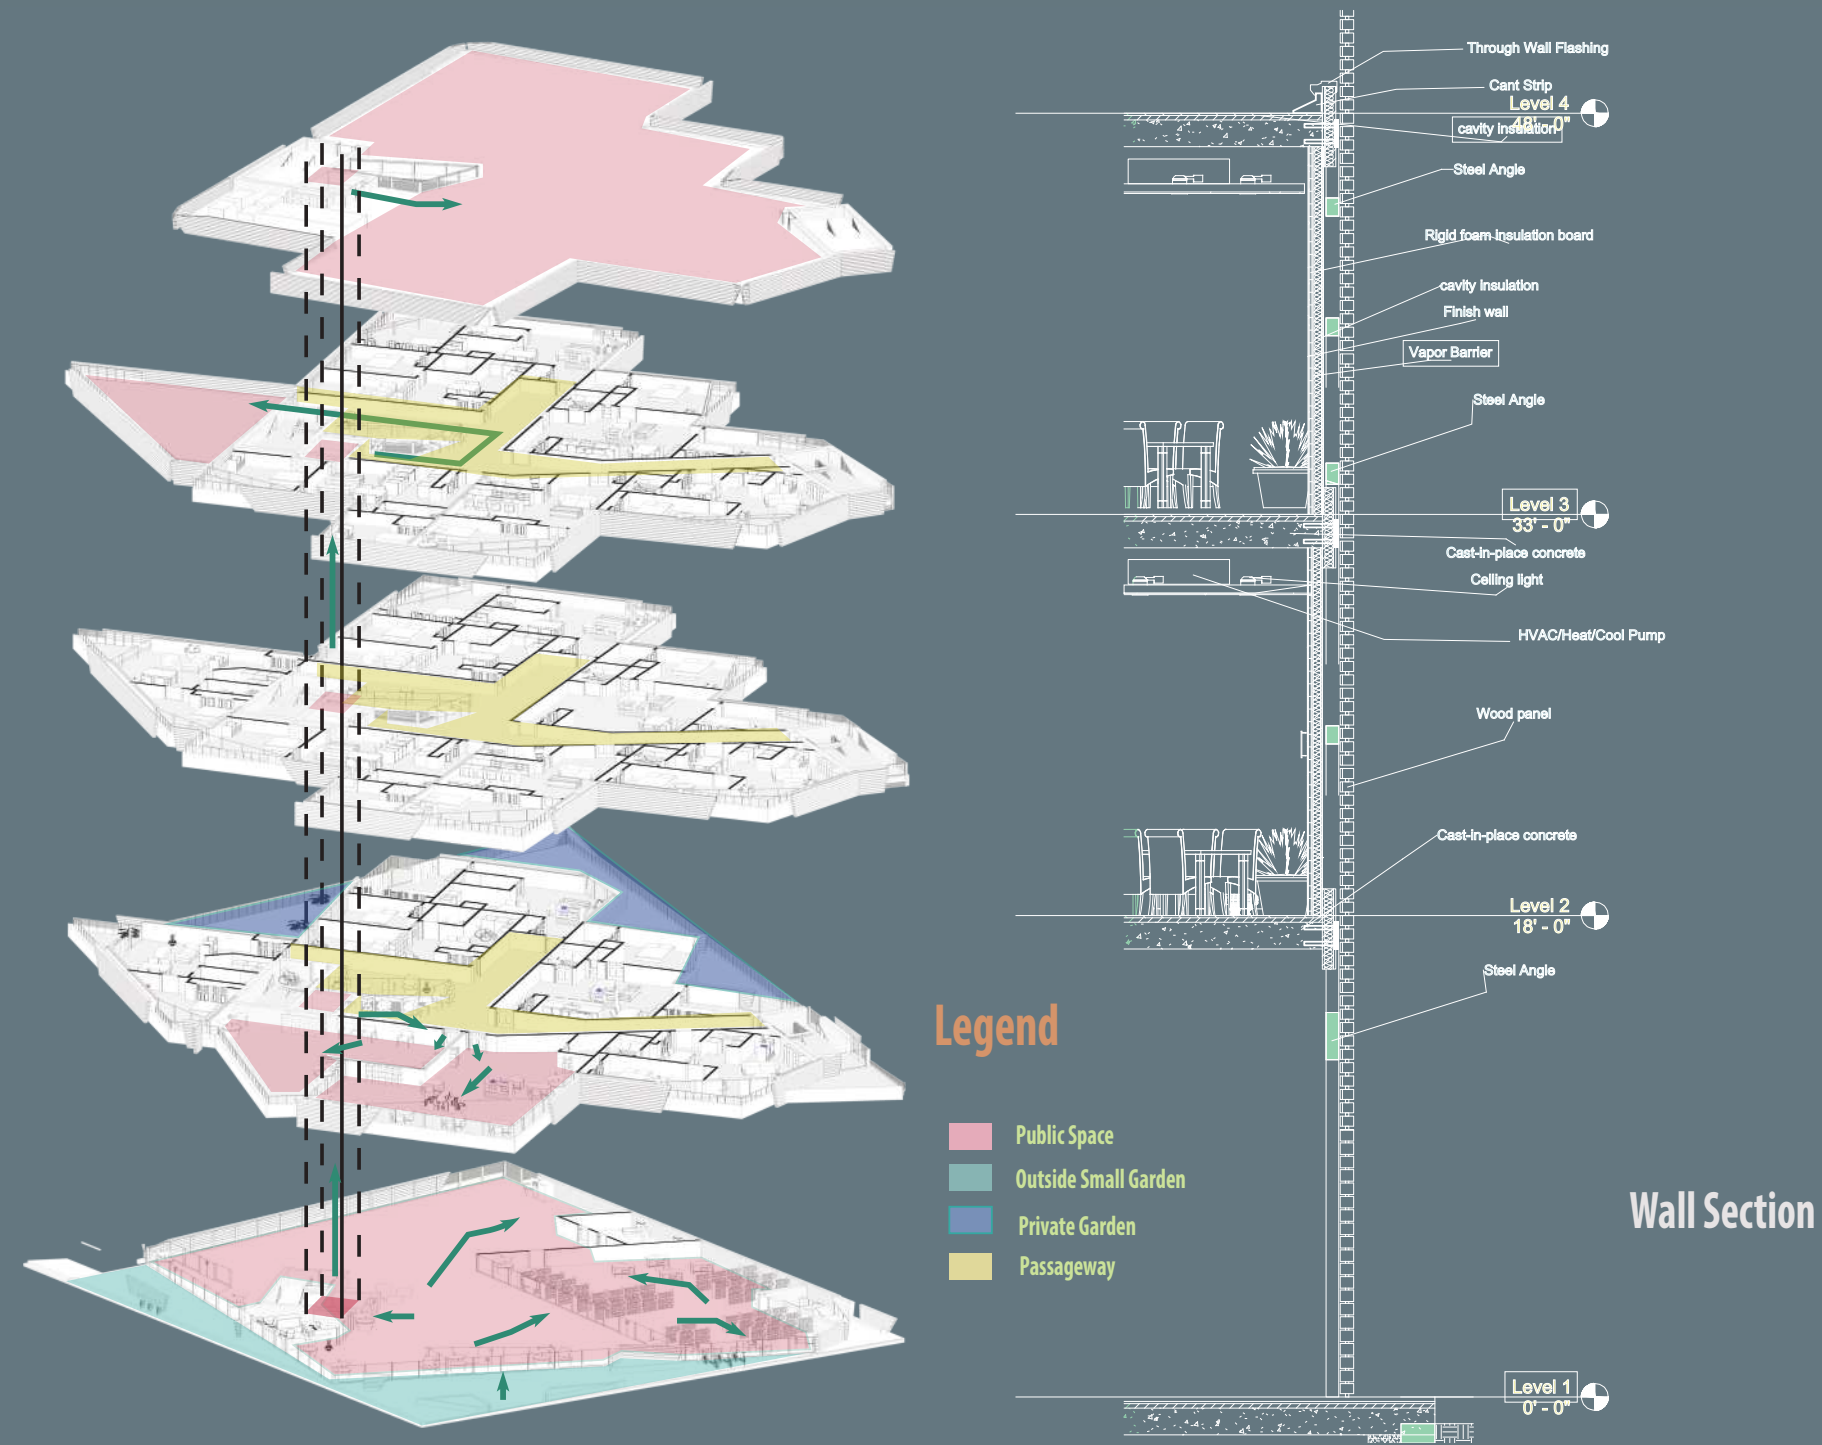 Through Wall Flashing
Cant Strip
Level 4
48' - 0"
cavity insulation
Steel Angle
Rigid foam insulation board
cavity insulation
Finish wall
Vapor Barrier
Steel Angle
Level 3
33' - 0"
Cast-in-place concrete
Ceiling light
HVAC/Heat/Cool Pump
Wood panel
Cast-in-place concrete
Level 2
18' - 0"
Steel Angle
Legend
Public Space
Outside Small Garden
Private Garden
Passageway
Wall Section
Level 1
0' - 0"